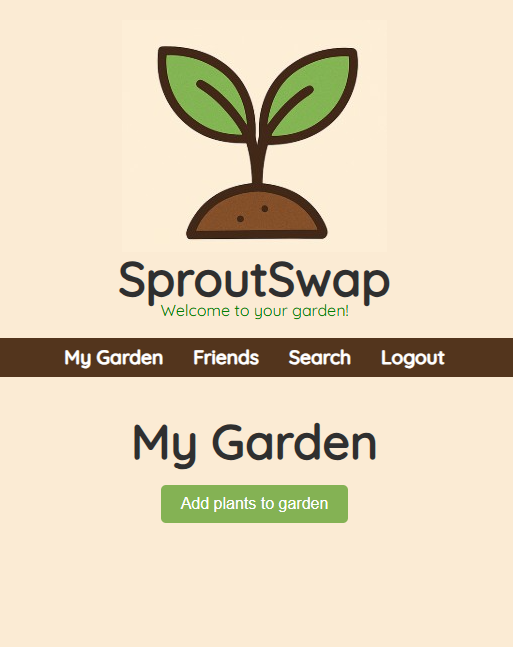 SproutSwap
Welcome to your garden!
My Garden Friends Search Logout
My Garden
Add plants to garden